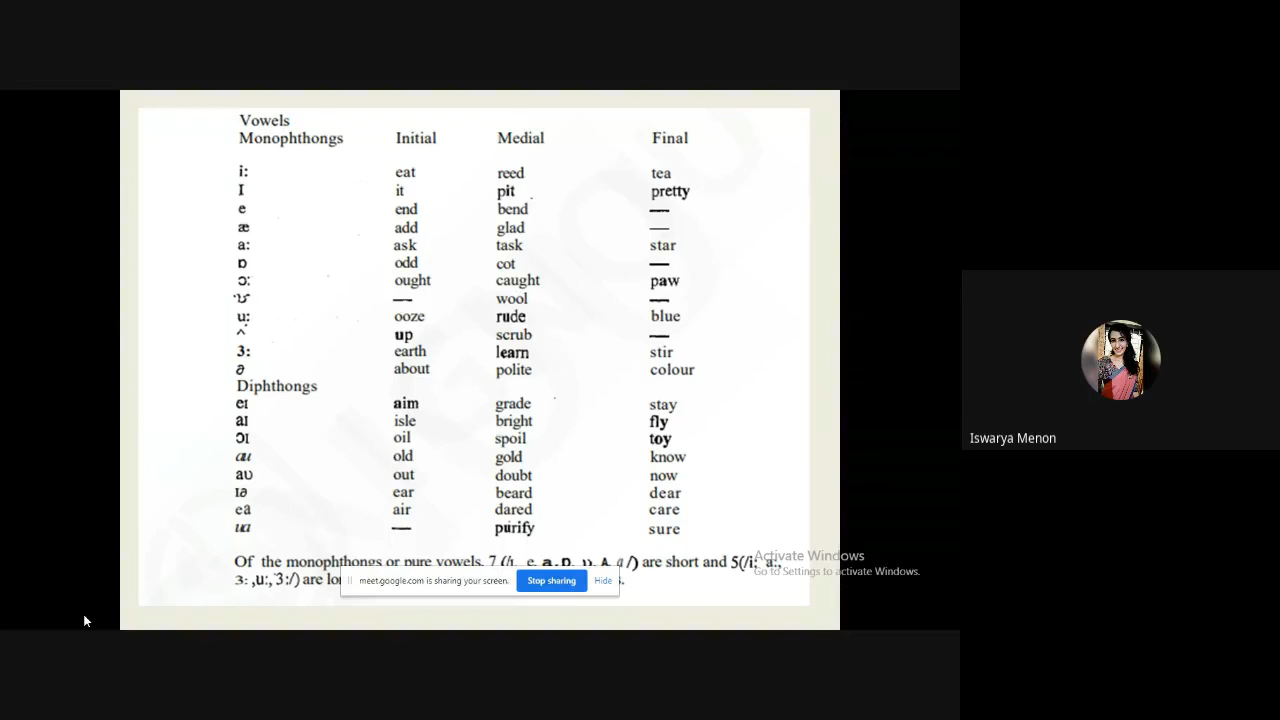 Vowels
Monophthongs Initial Medial Final
i: eat reed tea
I it pit pretty
e end bend —
æ add glad —
a: ask task star
ɒ odd cot —
ɔ: ought caught paw
ʊ — wool —
u: ooze rude blue
^ up scrub —
3: earth learn stir
ə about polite colour
Diphthongs
eɪ aim grade stay
aɪ isle bright fly
ɔɪ oil spoil toy
əu old gold know
aʊ out doubt now
ɪə ear beard dear
ea air dared care
ua — purify sure
Of the monophthongs or pure vowels, 7 are short and 5(/i:, a:,
3: ,u:, 3:/) are
meet.google.com is sharing your screen. Stop sharing Hide
Activate Windows
Go to Settings to activate Windows.
Iswarya Menon